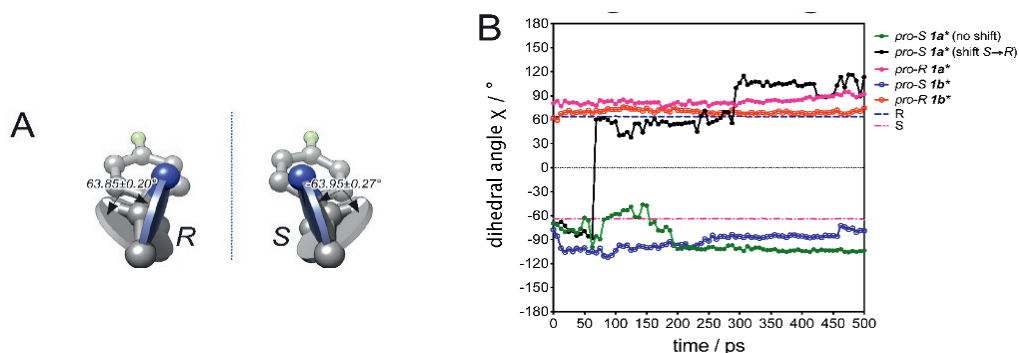 A
63.85±0.20°
R
-63.95±0.27°
S
B
dihedral angle χ / °
180
150
120
90
60
30
0
-30
-60
-90
-120
-150
-180
0
50
100
150
200
250
300
350
400
450
500
time / ps
pro-S 1a* (no shift)
pro-S 1a* (shift S→R)
pro-R 1a*
pro-S 1b*
pro-R 1b*
R
S